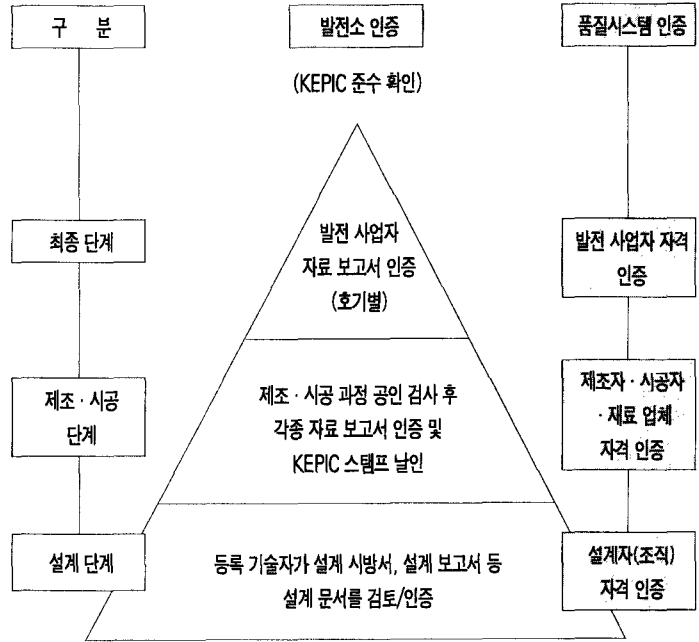 구 분
발전소 인증
품질시스템 인증
(KEPIC 준수 확인)
최종 단계
발전 사업자
자료 보고서 인증
(호기별)
발전 사업자 자격
인증
제조 · 시공
단계
제조 · 시공 과정 공인 검사 후
각종 자료 보고서 인증 및
KEPIC 스탬프 날인
제조자 · 시공자
· 재료 업체
자격 인증
설계 단계
등록 기술자가 설계 시방서, 설계 보고서 등
설계 문서를 검토/인증
설계자(조직)
자격 인증